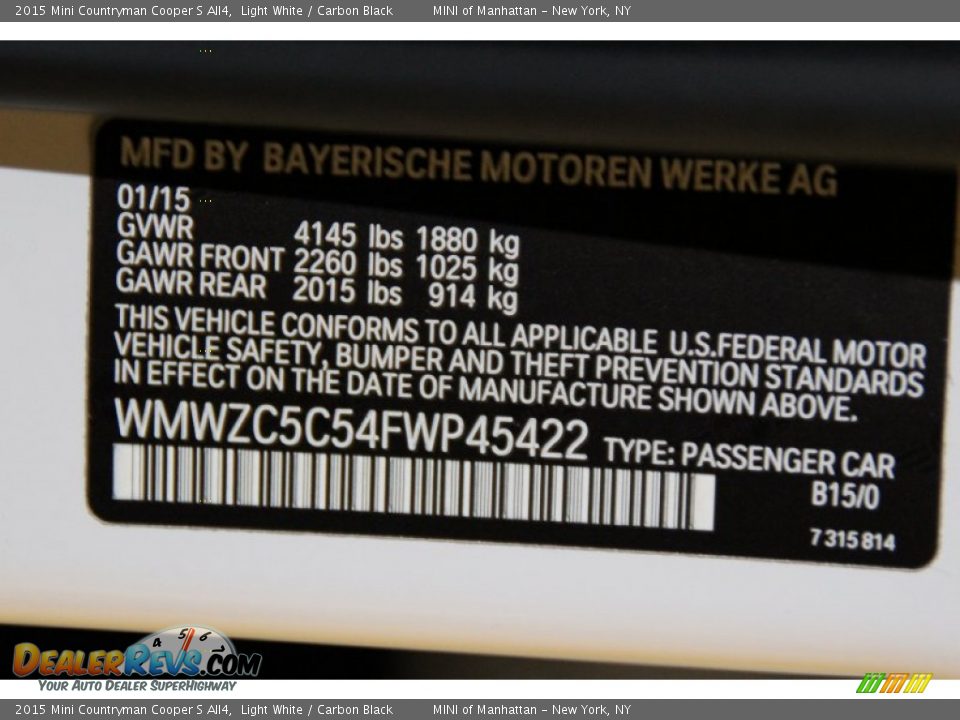 2015 Mini Countryman Cooper S All4, Light White / Carbon Black MINI of Manhattan - New York, NY
MFD BY BAYERISCHE MOTOREN WERKE AG
01/15
GVWR 4145 lbs 1880 kg
GAWR FRONT 2260 lbs 1025 kg
GAWR REAR 2015 lbs 914 kg
THIS VEHICLE CONFORMS TO ALL APPLICABLE U.S.FEDERAL MOTOR
VEHICLE SAFETY, BUMPER AND THEFT PREVENTION STANDARDS
IN EFFECT ON THE DATE OF MANUFACTURE SHOWN ABOVE.
WMWZC5C54FWP45422 TYPE: PASSENGER CAR
B15/0
7 315 814
4 5 6
DEALERREVS.COM
YOUR AUTO DEALER SUPERHIGHWAY
2015 Mini Countryman Cooper S All4, Light White / Carbon Black MINI of Manhattan - New York, NY